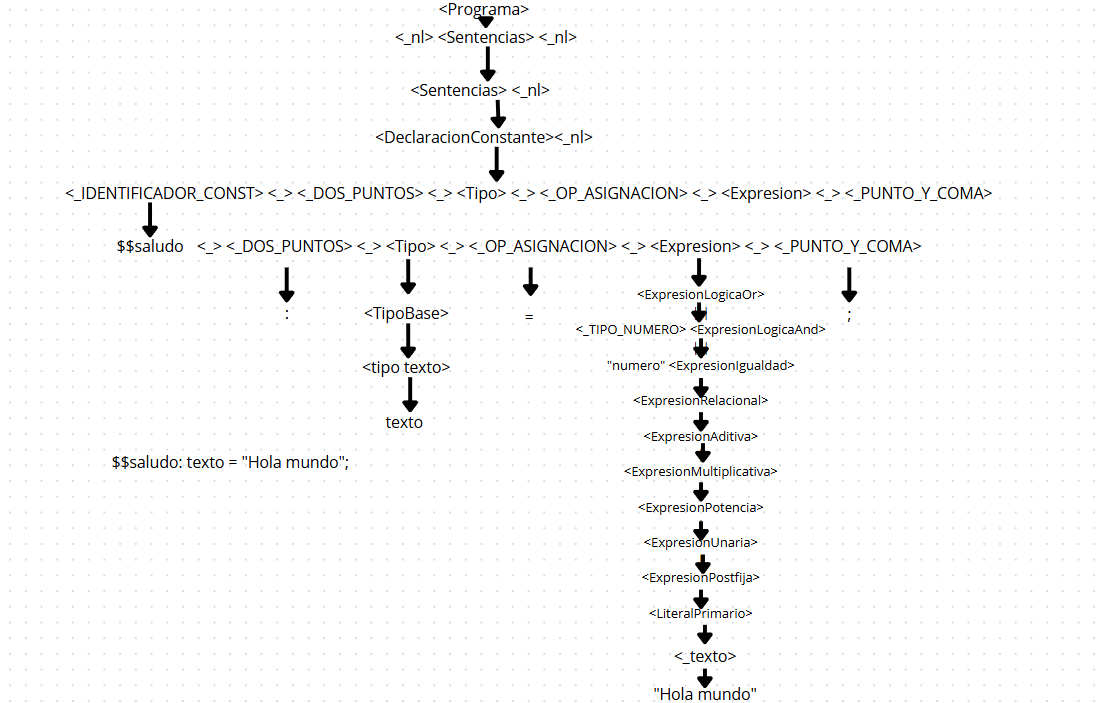 <Programa>
<_nl> <Sentencias> <_nl>
<Sentencias> <_nl>
<DeclaracionConstante><_nl>
<_IDENTIFICADOR_CONST> <_> <_DOS_PUNTOS> <_> <Tipo> <_> <_OP_ASIGNACION> <_> <Expresion> <_> <_PUNTO_Y_COMA>
$$saludo <_> <_DOS_PUNTOS> <_> <Tipo> <_> <_OP_ASIGNACION> <_> <Expresion> <_> <_PUNTO_Y_COMA>
<ExpresionLogicaOr>
: <TipoBase> = ;
<_TIPO_NUMERO> <ExpresionLogicaAnd>
<tipo texto> "numero" <ExpresionIgualdad>
<ExpresionRelacional>
texto
<ExpresionAditiva>
$$saludo: texto = "Hola mundo";
<ExpresionMultiplicativa>
<ExpresionPotencia>
<ExpresionUnaria>
<ExpresionPostfija>
<LiteralPrimario>
<_texto>
"Hola mundo"